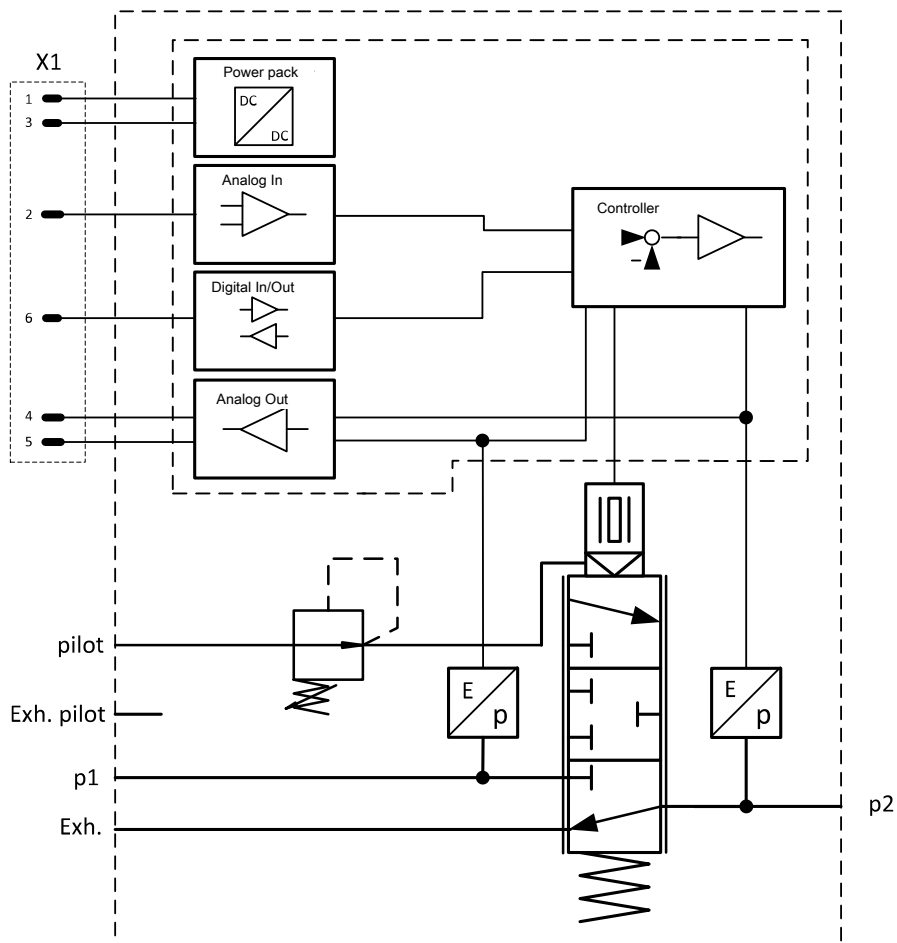 X1
1
3
2
6
4
5
Power pack
DC
DC
Analog In
Digital In/Out
Analog Out
Controller
−
pilot
Exh. pilot
p1
Exh.
E
p
E
p
p2